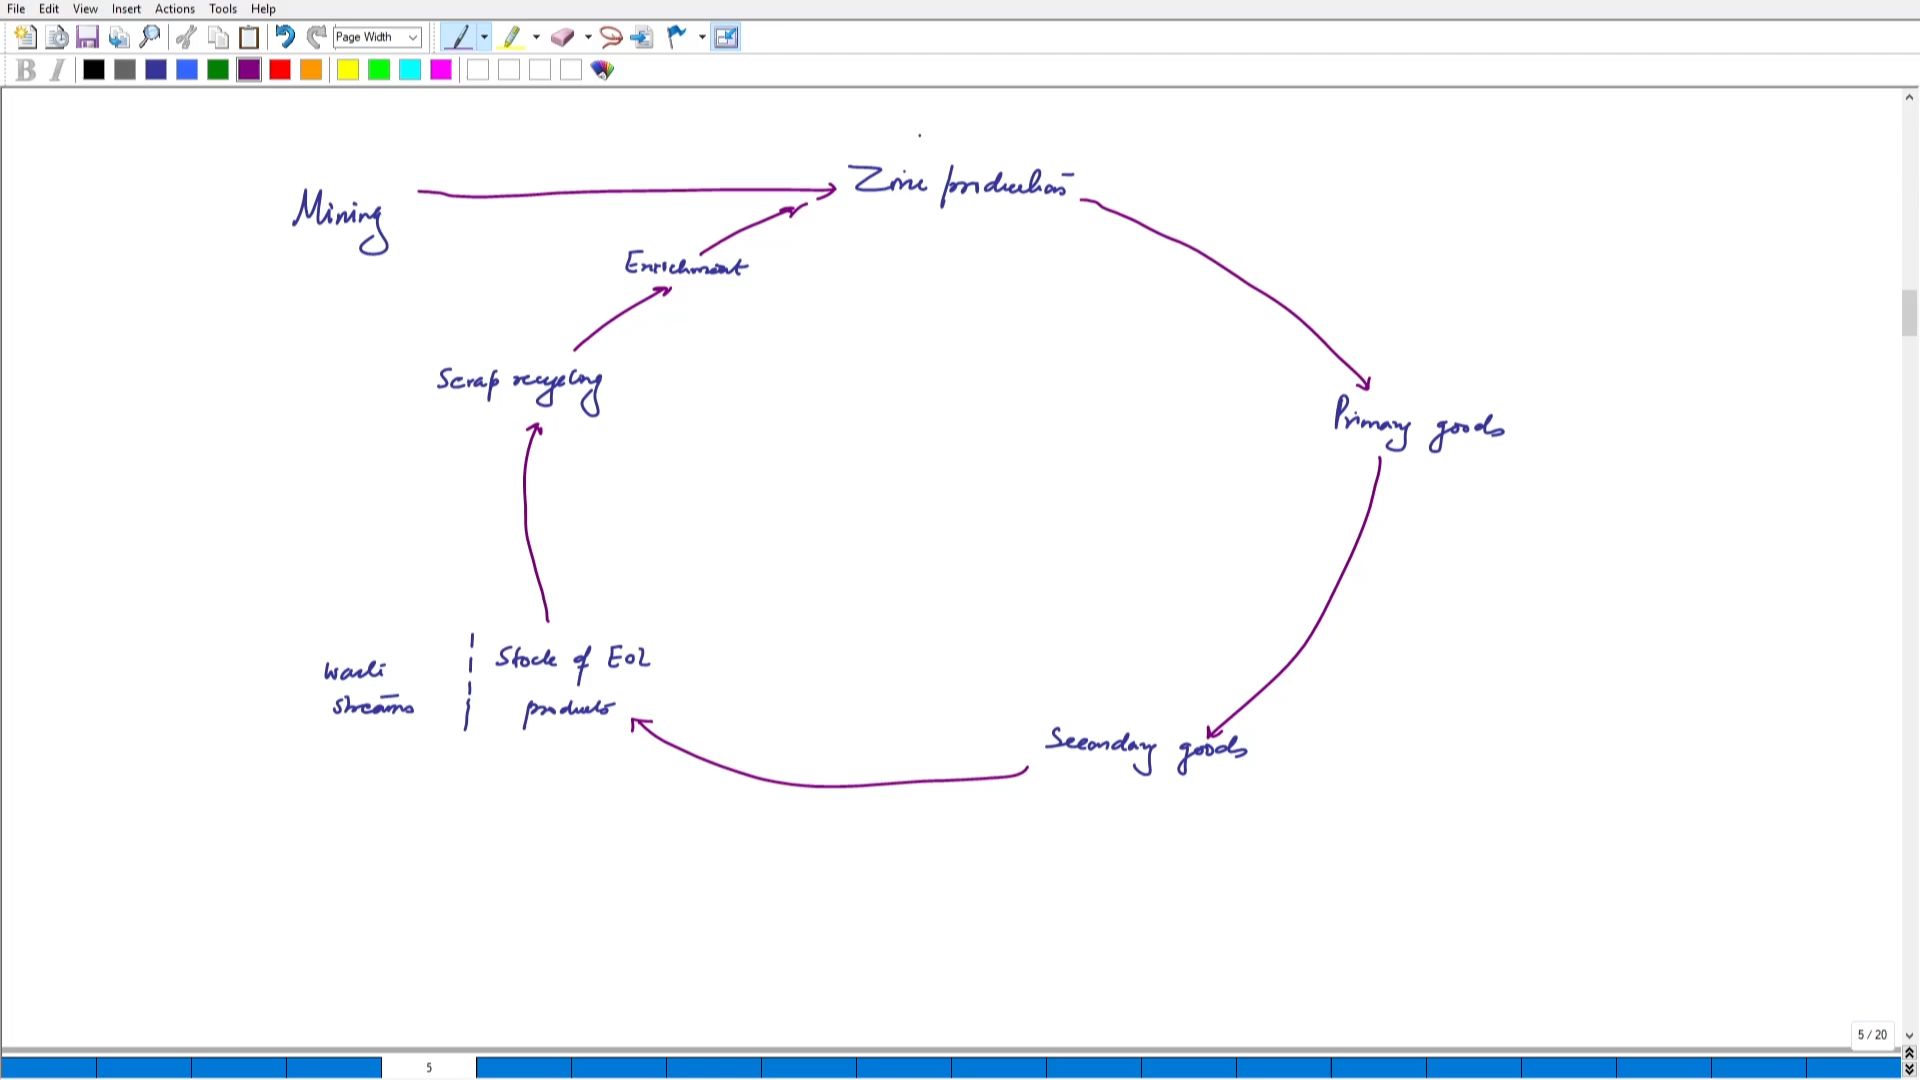 File Edit View Insert Actions Tools Help
Page Width
B I
Zinc production
Mining
Enrichment
Scrap recycling
Primary goods
Stock of EoL
products
waste
streams
Secondary goods
5 / 20
5